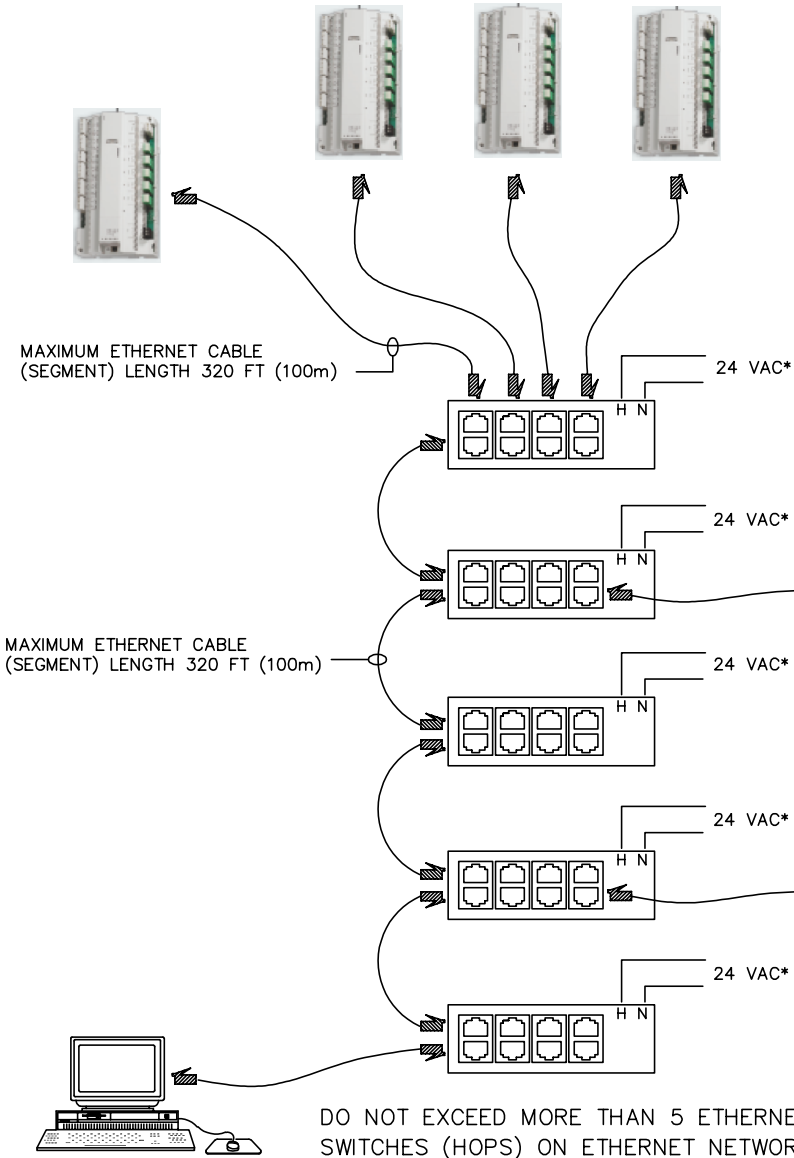 MAXIMUM ETHERNET CABLE
(SEGMENT) LENGTH 320 FT (100m)
24 VAC*
H N
24 VAC*
H N
MAXIMUM ETHERNET CABLE
(SEGMENT) LENGTH 320 FT (100m)
24 VAC*
H N
24 VAC*
H N
24 VAC*
H N
DO NOT EXCEED MORE THAN 5 ETHERNE
SWITCHES (HOPS) ON ETHERNET NETWOR